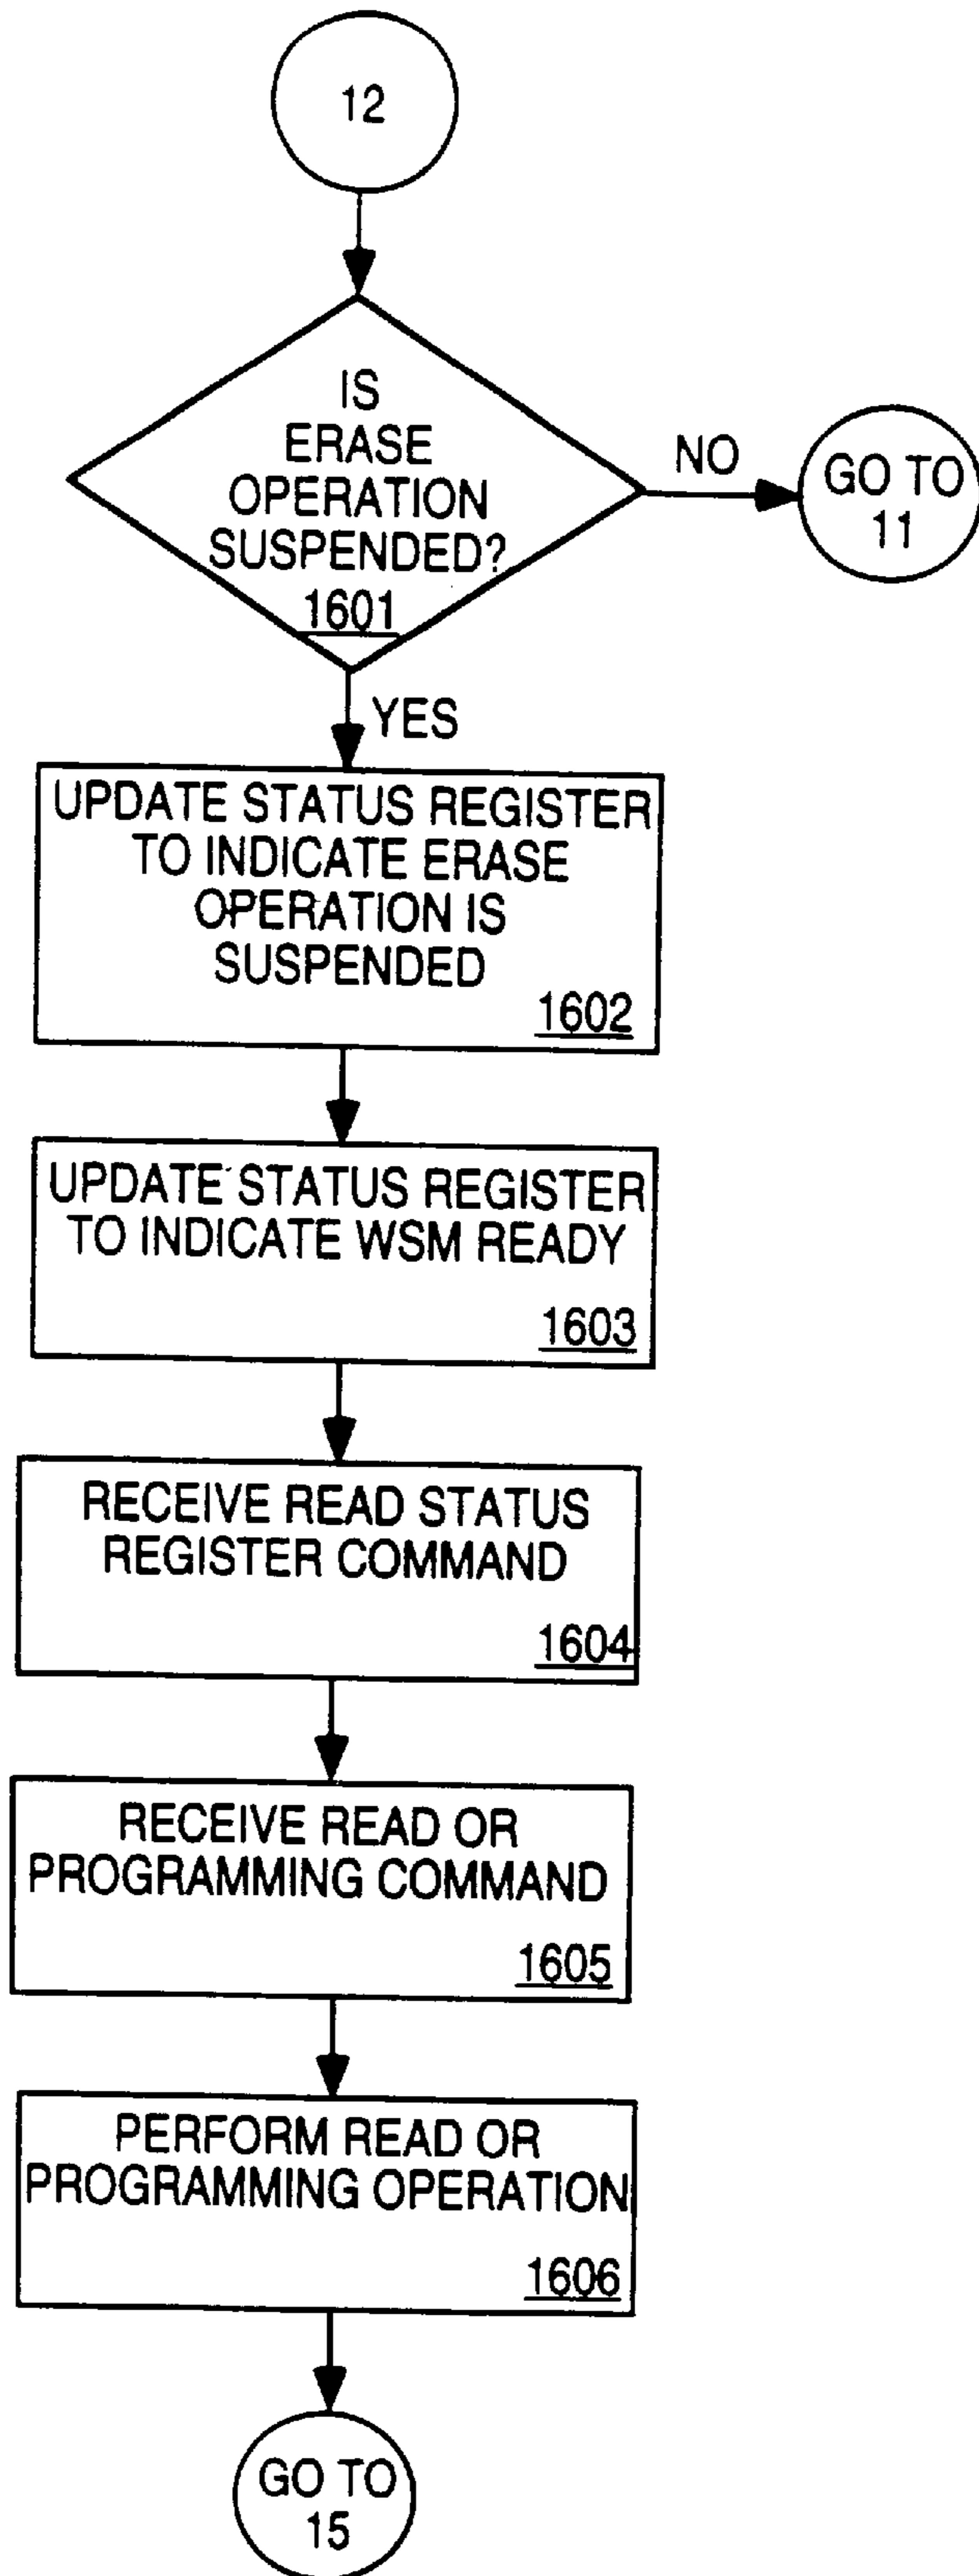 12
IS
ERASE
OPERATION
SUSPENDED?
1601
NO
GO TO
11
YES
UPDATE STATUS REGISTER
TO INDICATE ERASE
OPERATION IS
SUSPENDED
1602
UPDATE STATUS REGISTER
TO INDICATE WSM READY
1603
RECEIVE READ STATUS
REGISTER COMMAND
1604
RECEIVE READ OR
PROGRAMMING COMMAND
1605
PERFORM READ OR
PROGRAMMING OPERATION
1606
GO TO
15